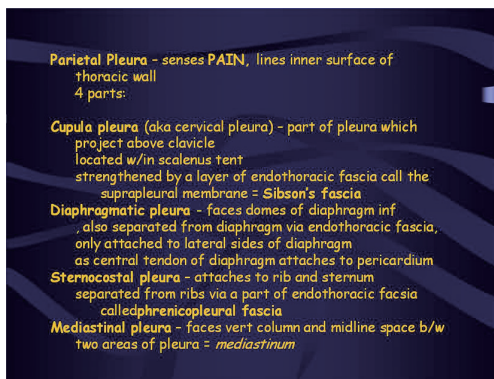 Parietal Pleura – senses PAIN, lines inner surface of
thoracic wall
4 parts:
Cupula pleura (aka cervical pleura) – part of pleura which
project above clavicle
located w/in scalenus tent
strengthened by a layer of endothoracic fascia call the
suprapleural membrane = Sibson's fascia
Diaphragmatic pleura - faces domes of diaphragm inf
, also separated from diaphragm via endothoracic fascia,
only attached to lateral sides of diaphragm
as central tendon of diaphragm attaches to pericardium
Sternocostal pleura – attaches to rib and sternum
separated from ribs via a part of endothoracic facsia
calledphrenicopleural fascia
Mediastinal pleura – faces vert column and midline space b/w
two areas of pleura = mediastinum